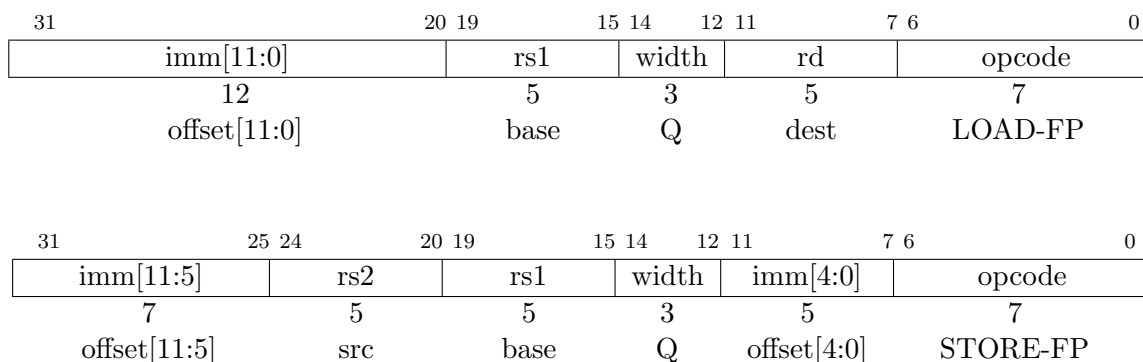 31 20 19 15 14 12 11 7 6 0
imm[11:0] rs1 width rd opcode
12 5 3 5 7
offset[11:0] base Q dest LOAD-FP
31 25 24 20 19 15 14 12 11 7 6 0
imm[11:5] rs2 rs1 width imm[4:0] opcode
7 5 5 3 5 7
offset[11:5] src base Q offset[4:0] STORE-FP